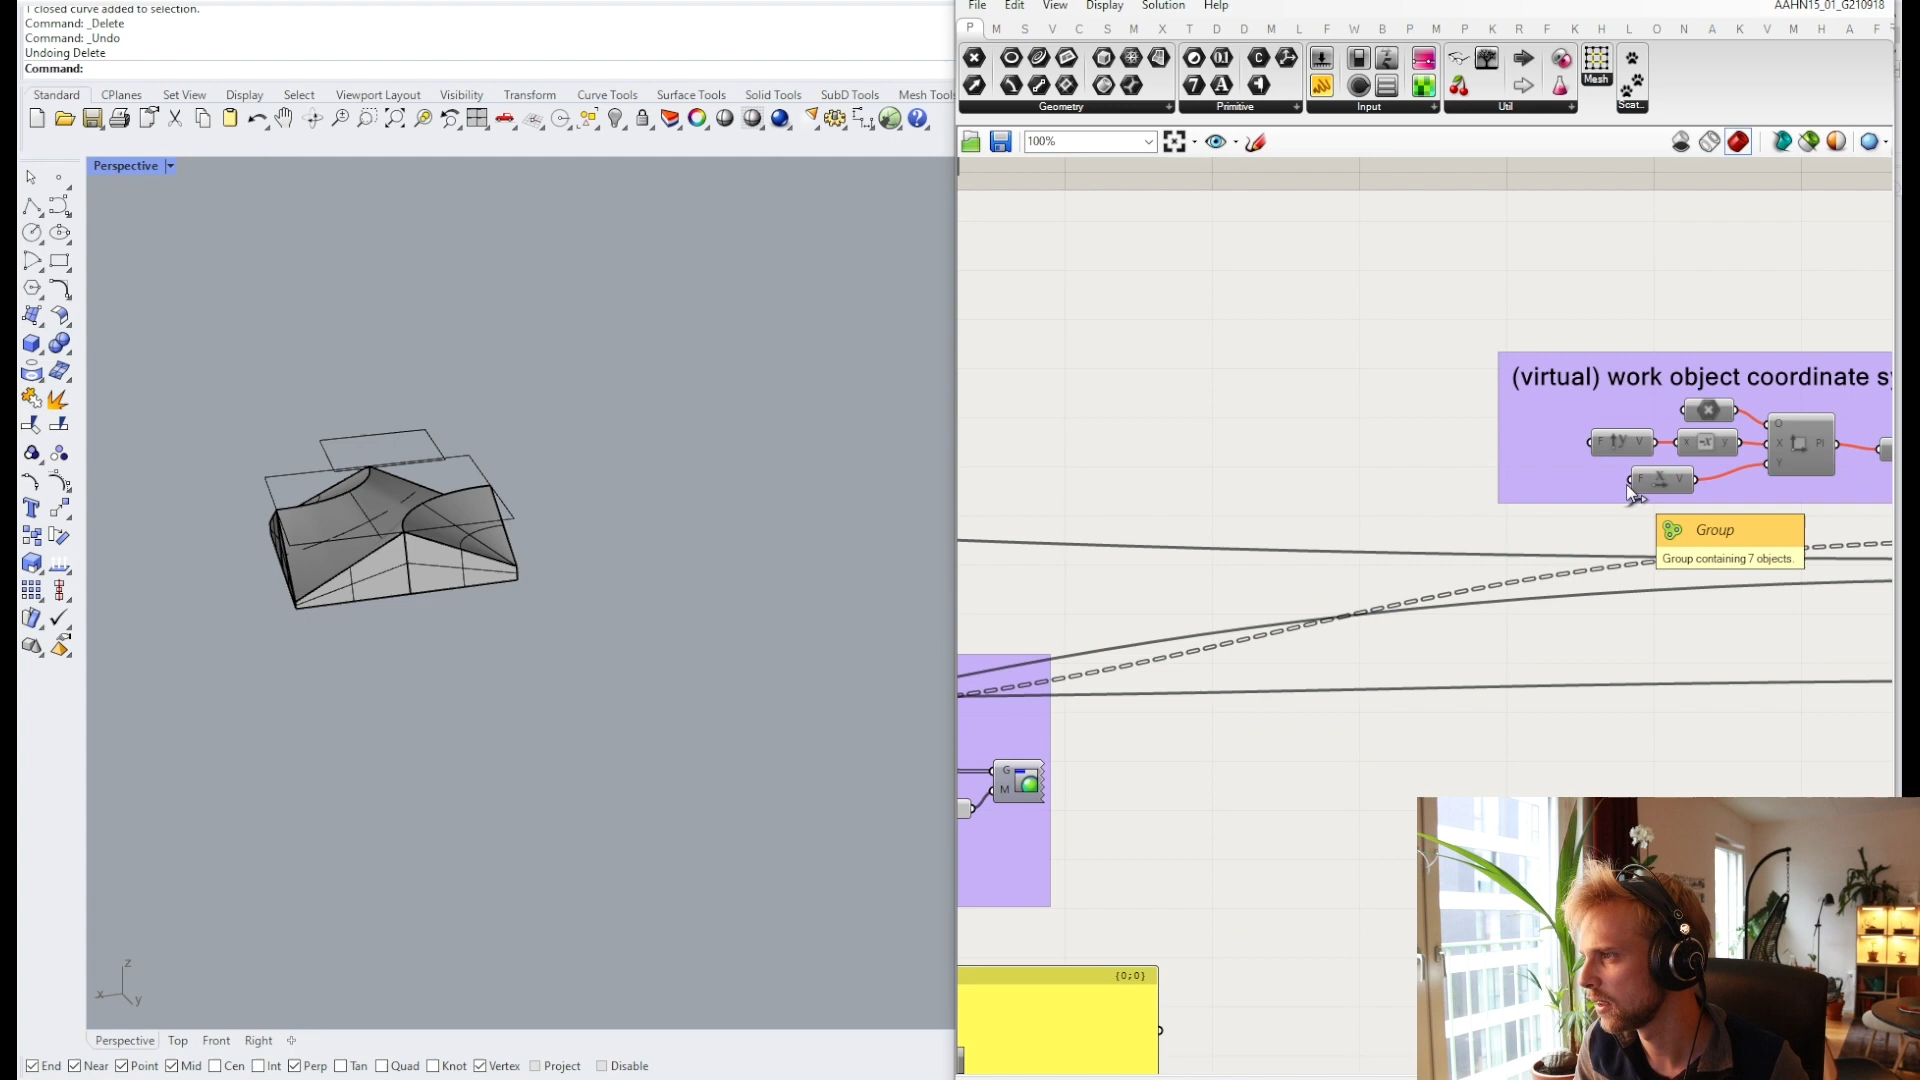 1 closed curve added to selection.
Command: _Delete
Command: _Undo
Undoing Delete
Command:
Standard CPlanes Set View Display Select Viewport Layout Visibility Transform Curve Tools Surface Tools Solid Tools SubD Tools Mesh Tools
Perspective
z
x
y
Perspective Top Front Right
End Near Point Mid Cen Int Perp Tan Quad Knot Vertex Project Disable
File Edit View Display Solution Help
AAHN15_01_G210918
P M S V C S M X T D D M L F W B P M P K R F K H L O N A K V M H A F
Geometry Primitive Input Util
Mesh
Scat..
100%
(virtual) work object coordinate s
F y V
x -x y
F X V
O
X Pl
Y
Group
Group containing 7 objects.
G
M
{0;0}